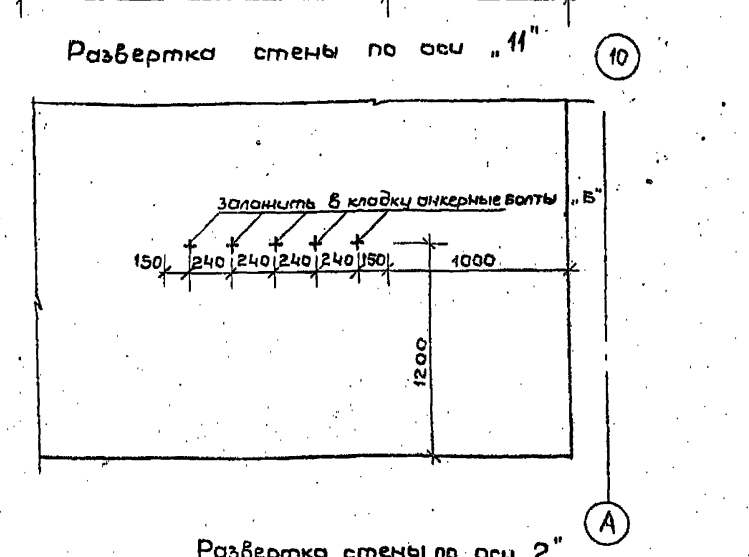 Развертка стены по оси „11"
10
Заложить в кладку анкерные болты „Б"
150 240 240 240 240 150 1000
1200
А
Развертка стены по оси 2"